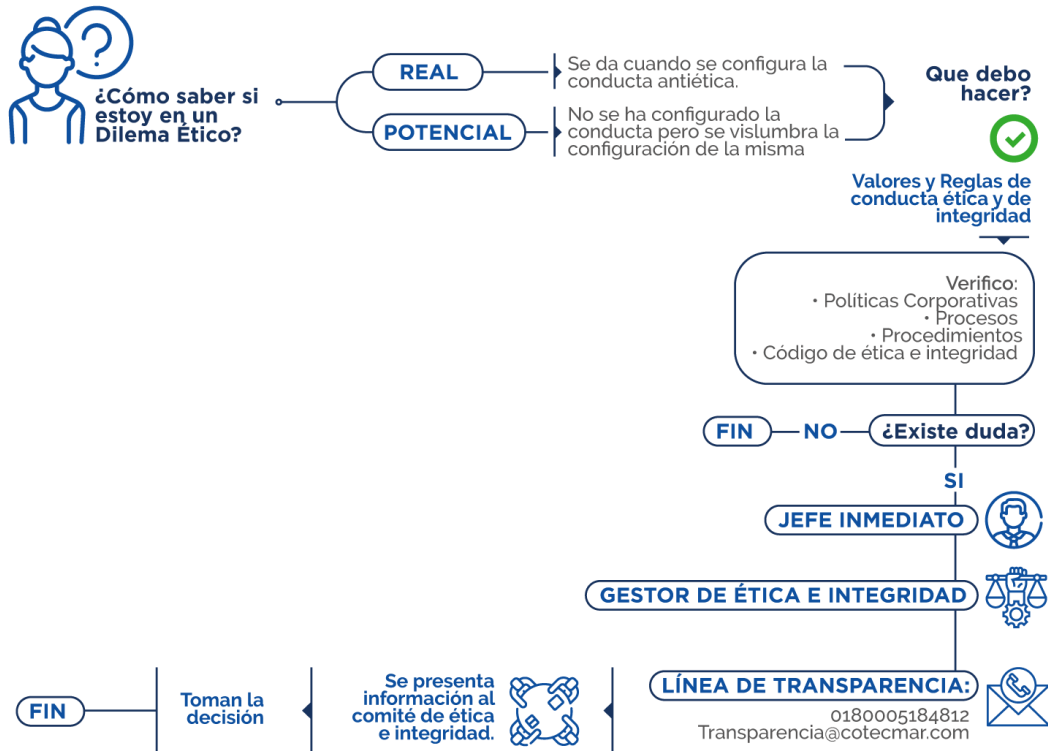 ¿Cómo saber si
estoy en un
Dilema Ético?
REAL
Se da cuando se configura la
conducta antiética.
POTENCIAL
No se ha configurado la
conducta pero se vislumbra la
configuración de la misma
Que debo
hacer?
Valores y Reglas de
conducta ética y de
integridad
Verifico:
• Políticas Corporativas
• Procesos
• Procedimientos
• Código de ética e integridad
¿Existe duda?
NO
FIN
SI
JEFE INMEDIATO
GESTOR DE ÉTICA E INTEGRIDAD
LÍNEA DE TRANSPARENCIA:
0180005184812
Transparencia@cotecmar.com
Se presenta
información al
comité de ética
e integridad.
Toman la
decisión
FIN